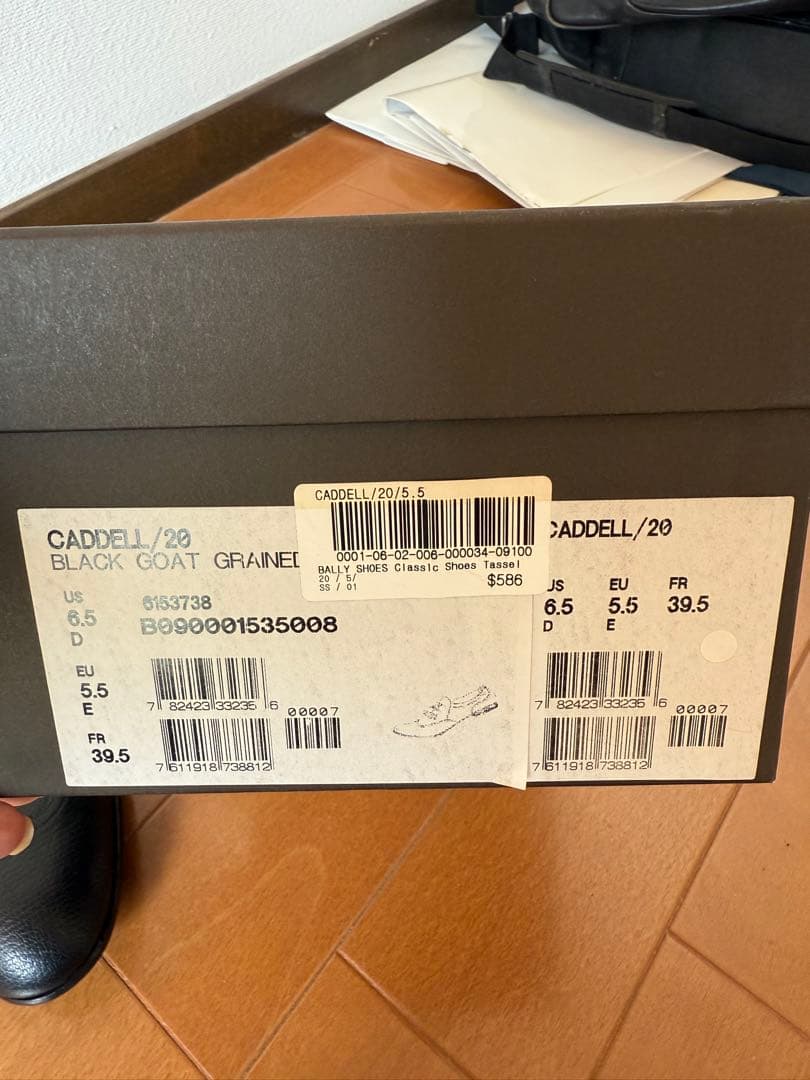 CADDELL/20/5.5
0001-06-02-006-000034-09100
BALLY SHOES Classic Shoes Tassel
20 / 5/
SS / 01
$586
CADDELL/20
BLACK GOAT GRAINED
US
6.5
D
6153738
B090001535008
EU
5.5
E
7 82423 33235 6
00007
FR
39.5
7 611918 738812
CADDELL/20
US EU FR
6.5 5.5 39.5
D E
7 82423 33235 6
00007
7 611918 738812